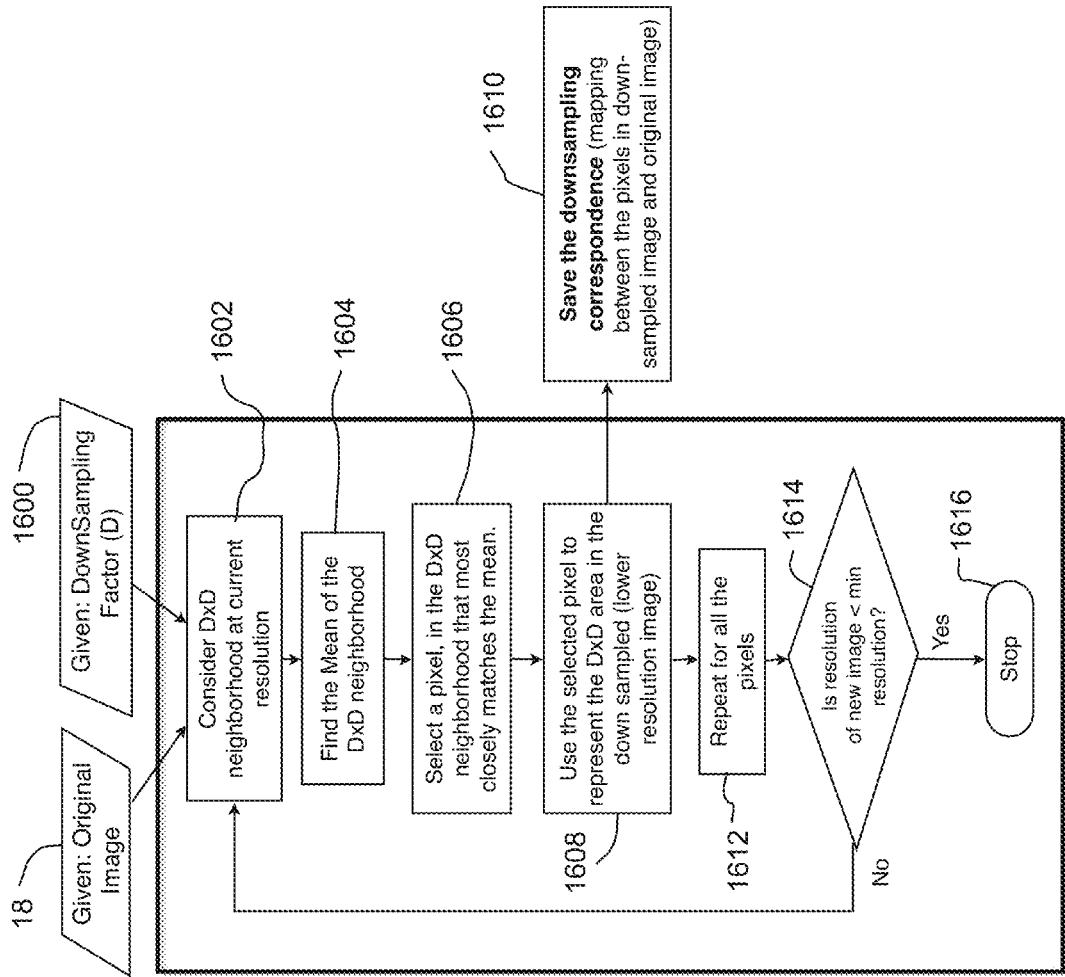 18
Given: Original
Image
1600
Given: DownSampling
Factor (D)
Consider DxD
neighborhood at current
resolution
1602
Find the Mean of the
DxD neighborhood
1604
Select a pixel, in the DxD
neighborhood that most
closely matches the mean.
1606
Use the selected pixel to
represent the DxD area in the
down sampled (lower
resolution image)
1608
Save the downsampling
correspondence (mapping
between the pixels in down-
sampled image and original image)
1610
Repeat for all the
pixels
1612
Is resolution
of new image < min
resolution?
1614
No
Yes
Stop
1616